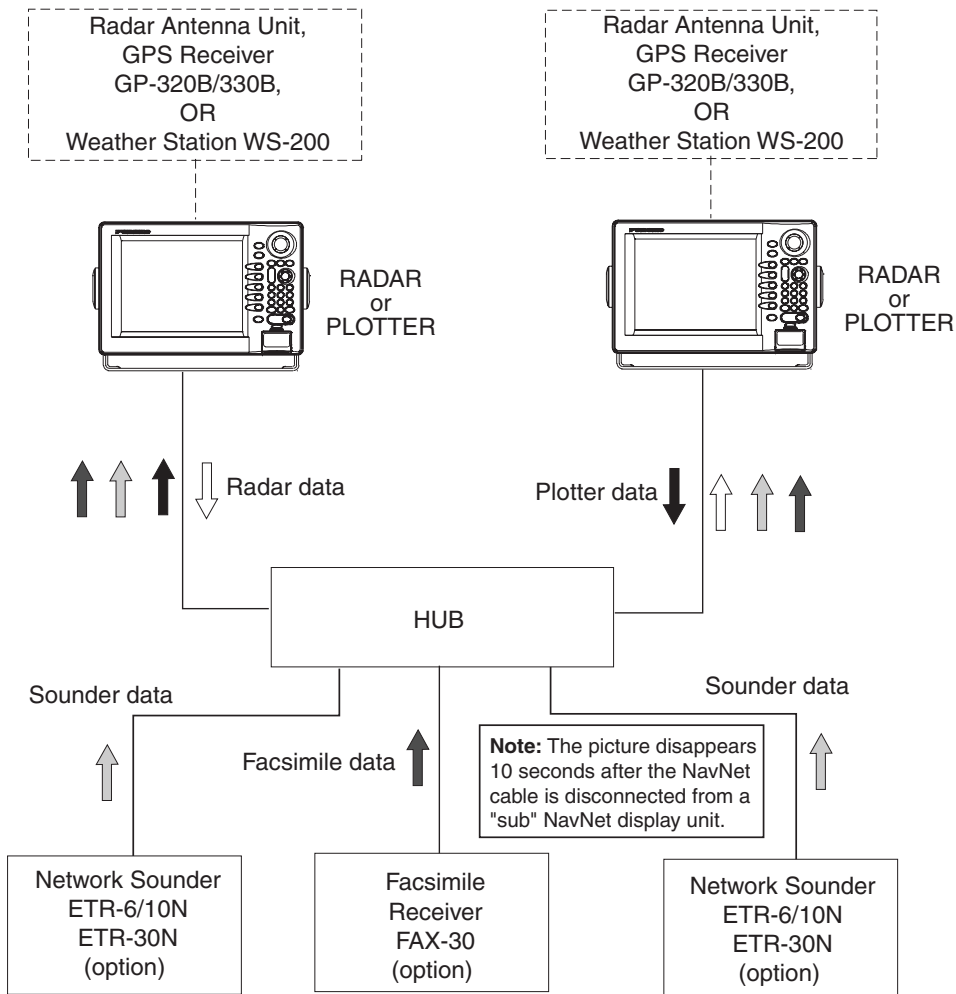 Radar Antenna Unit,
GPS Receiver
GP-320B/330B,
OR
Weather Station WS-200
Radar Antenna Unit,
GPS Receiver
GP-320B/330B,
OR
Weather Station WS-200
RADAR
or
PLOTTER
RADAR
or
PLOTTER
Radar data
Plotter data
HUB
Sounder data
Sounder data
Facsimile data
Note: The picture disappears
10 seconds after the NavNet
cable is disconnected from a
"sub" NavNet display unit.
Network Sounder
ETR-6/10N
ETR-30N
(option)
Facsimile
Receiver
FAX-30
(option)
Network Sounder
ETR-6/10N
ETR-30N
(option)